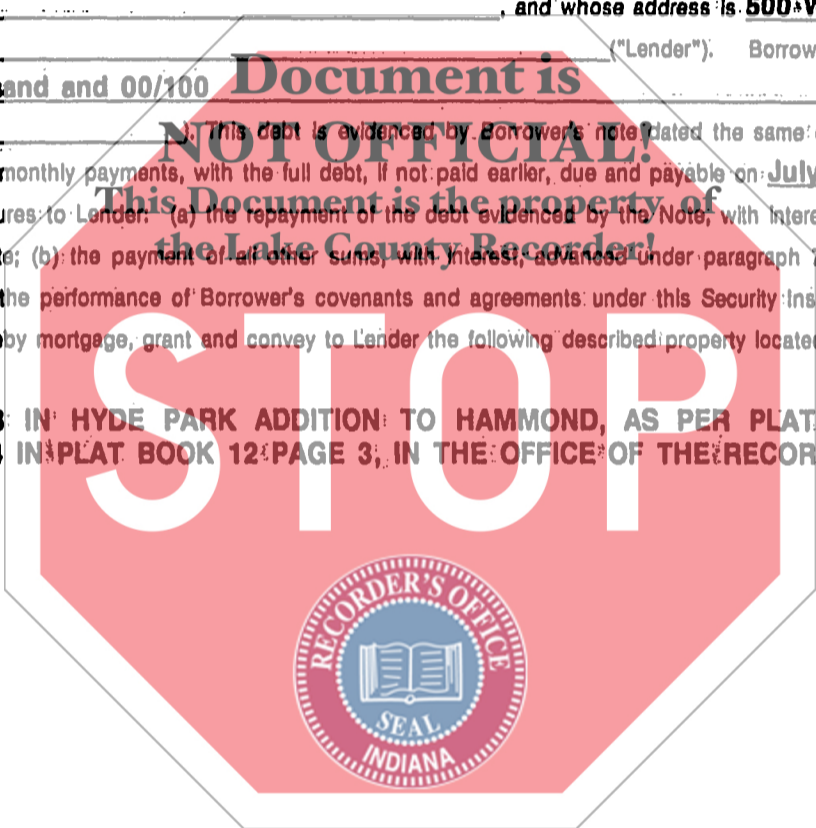 , and whose address is 500 W
("Lender"). Borrow
and and 00/100
Document is
). This debt is evidenced by Borrower's note dated the same
NOT OFFICIAL!
monthly payments, with the full debt, if not paid earlier, due and payable on July
This Document is the property of
res to Lender: (a) the repayment of the debt evidenced by the Note, with intere
the Lake County Recorder!
e; (b) the payment of all other sums, with interest, advanced under paragraph 7
the performance of Borrower's covenants and agreements under this Security Ins
by mortgage, grant and convey to Lender the following described property located
IN HYDE PARK ADDITION TO HAMMOND, AS PER PLAT
IN PLAT BOOK 12 PAGE 3, IN THE OFFICE OF THE RECOR
STOP
RECORDER'S OFFICE
SEAL
INDIANA